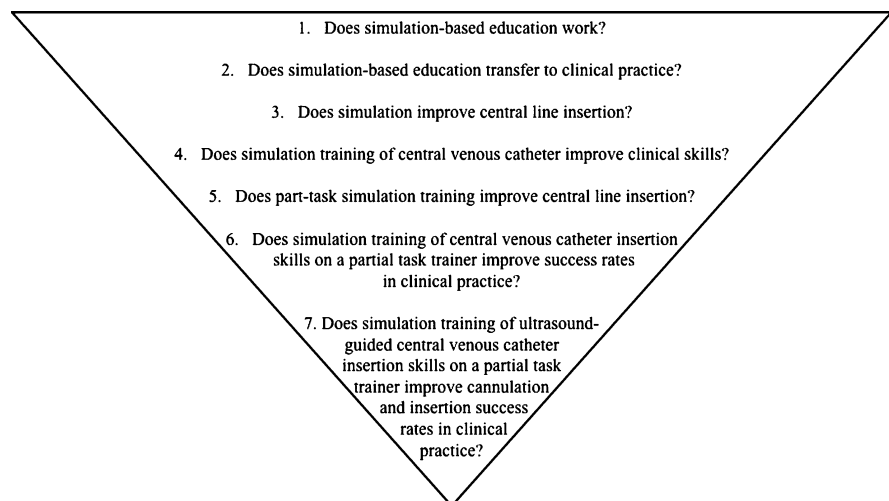 1. Does simulation-based education work?
2. Does simulation-based education transfer to clinical practice?
3. Does simulation improve central line insertion?
4. Does simulation training of central venous catheter improve clinical skills?
5. Does part-task simulation training improve central line insertion?
6. Does simulation training of central venous catheter insertion
skills on a partial task trainer improve success rates
in clinical practice?
7. Does simulation training of ultrasound-
guided central venous catheter
insertion skills on a partial task
trainer improve cannulation
and insertion success
rates in clinical
practice?